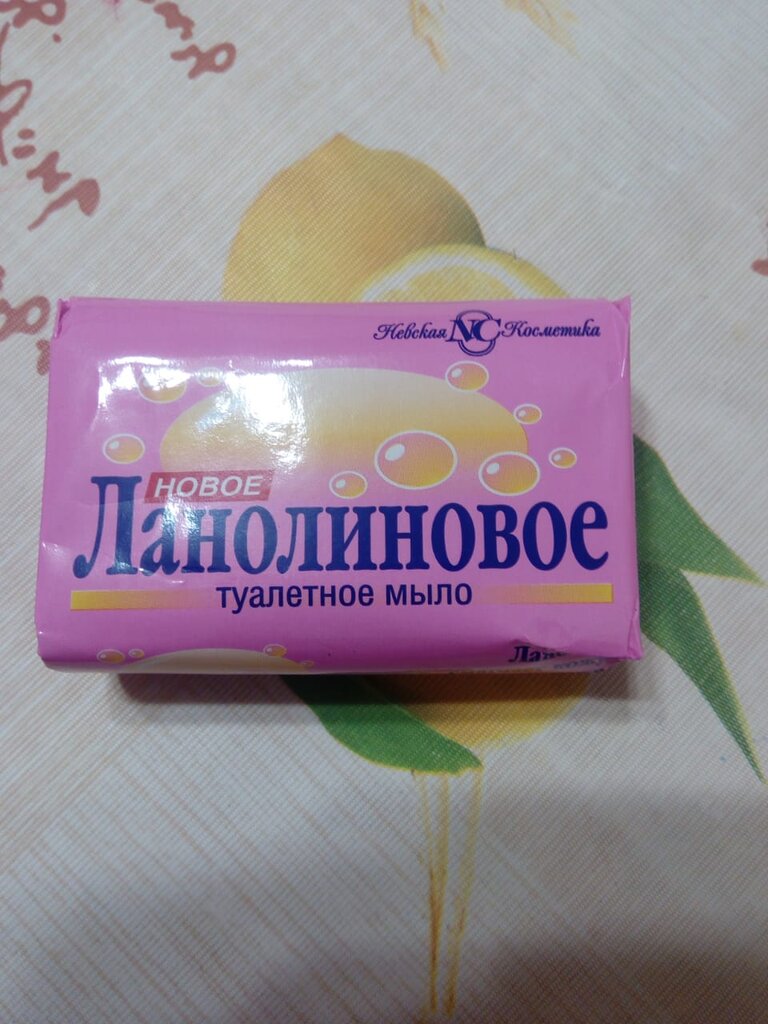 Невская NC Косметика
НОВОЕ
Ланолиновое
туалетное мыло